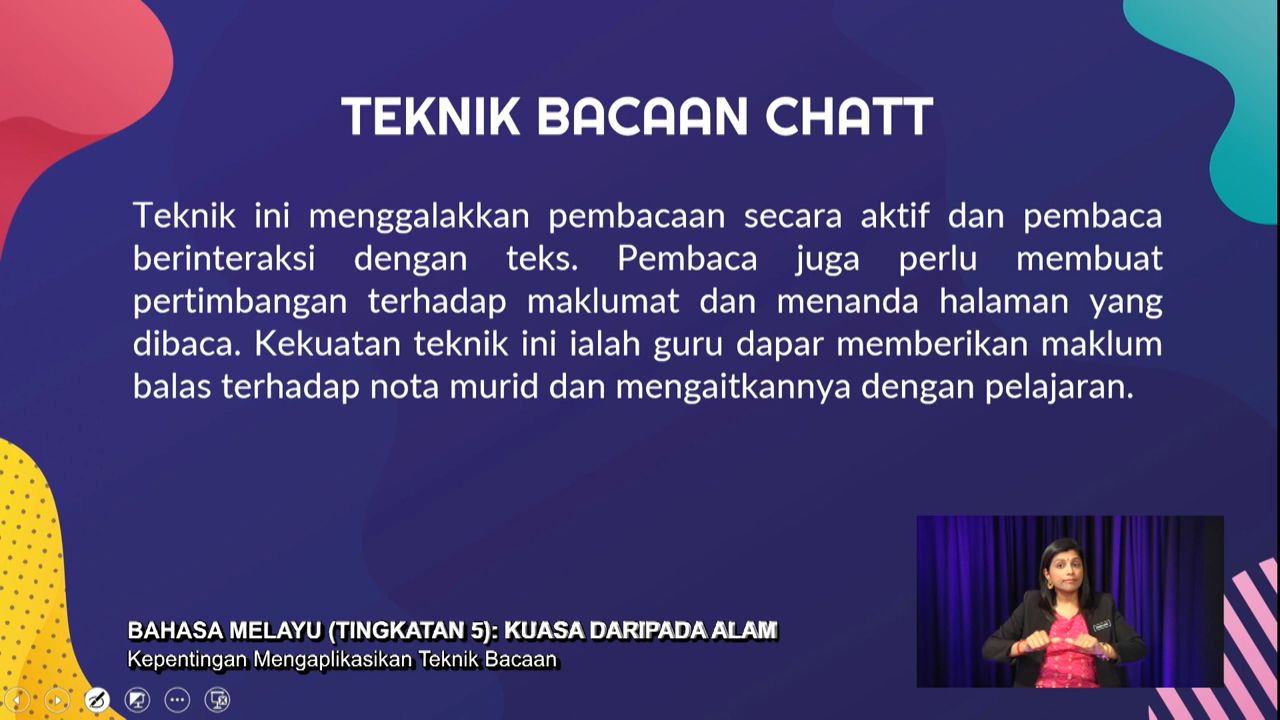 TEKNIK BACAAN CHATT
Teknik ini menggalakkan pembacaan secara aktif dan pembaca
berinteraksi dengan teks. Pembaca juga perlu membuat
pertimbangan terhadap maklumat dan menanda halaman yang
dibaca. Kekuatan teknik ini ialah guru dapar memberikan maklum
balas terhadap nota murid dan mengaitkannya dengan pelajaran.
BAHASA MELAYU (TINGKATAN 5): KUASA DARIPADA ALAM
Kepentingan Mengaplikasikan Teknik Bacaan